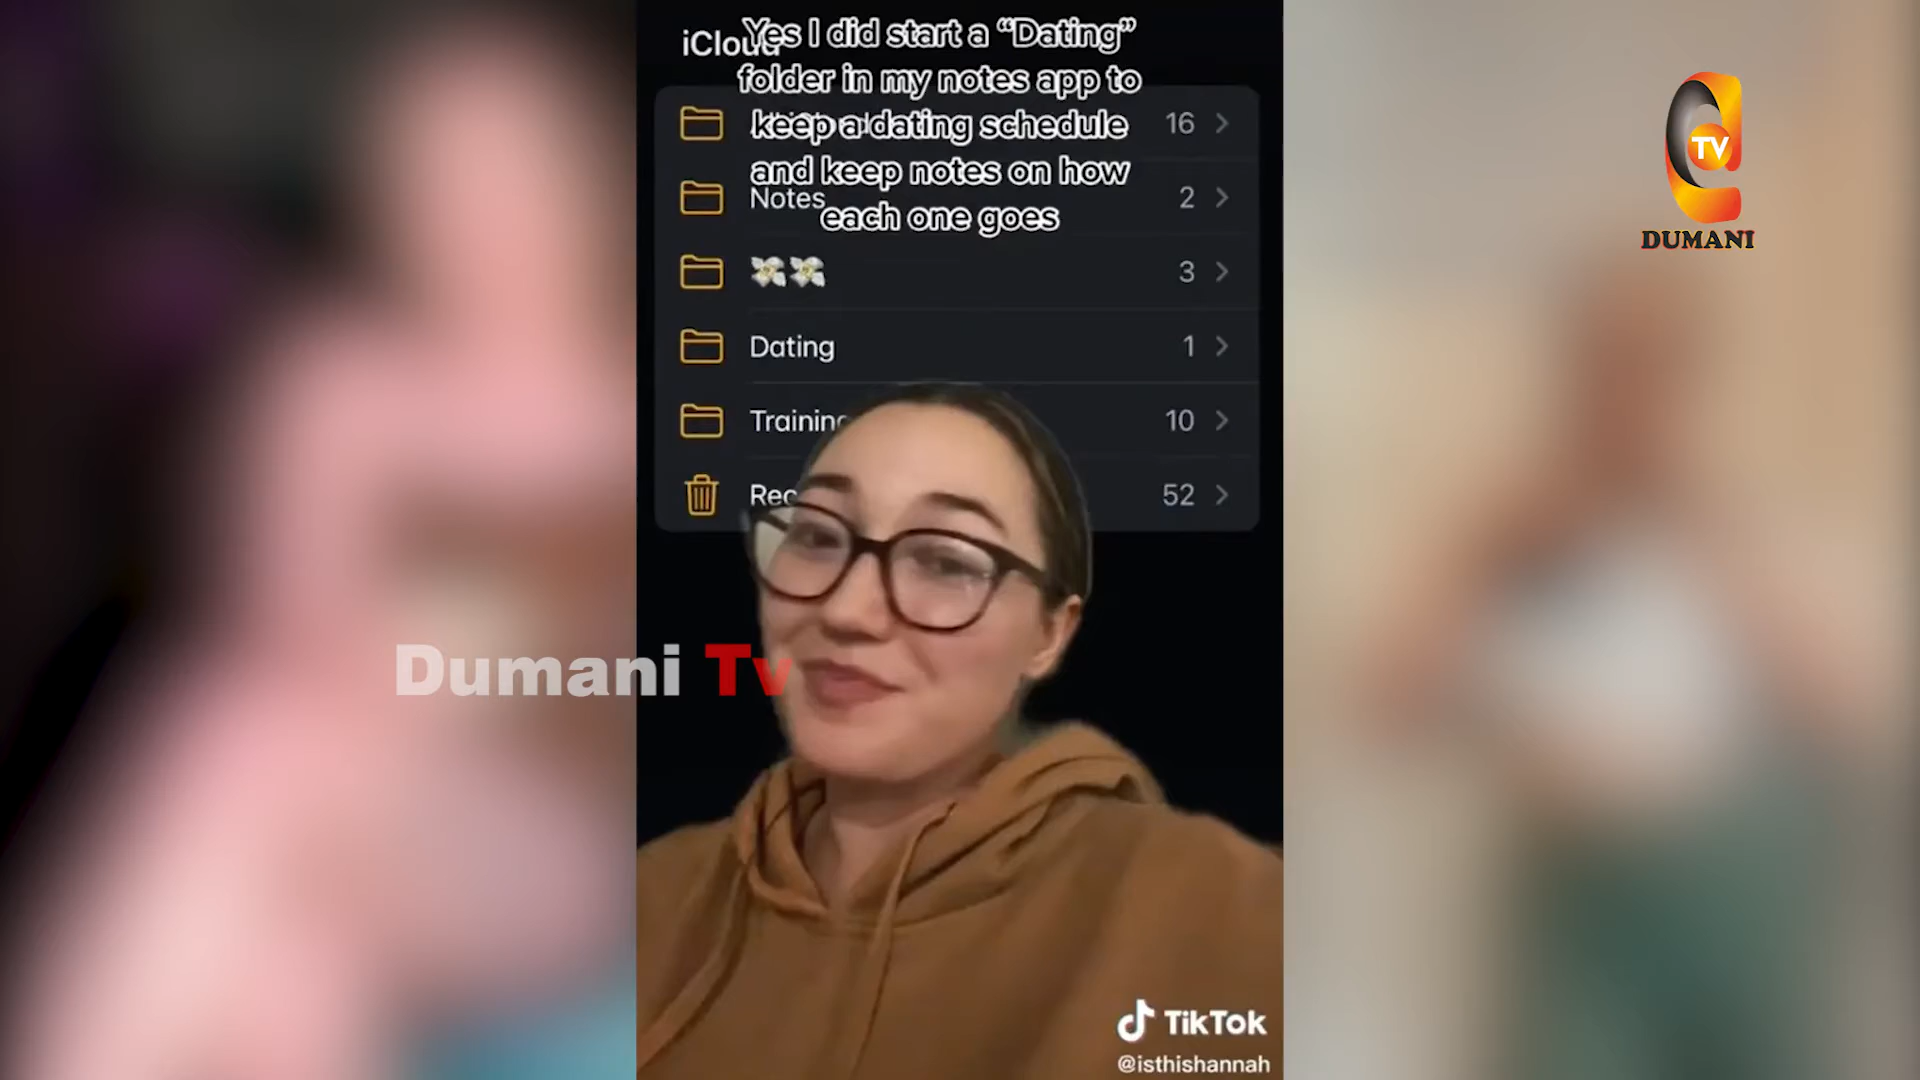 iCloud
Yes I did start a “Dating”
folder in my notes app to
keep a dating schedule
and keep notes on how
each one goes
16
Notes 2
💸💸 3
Dating 1
Training 10
52
TV
DUMANI
Dumani Tv
TikTok
@isthishannah